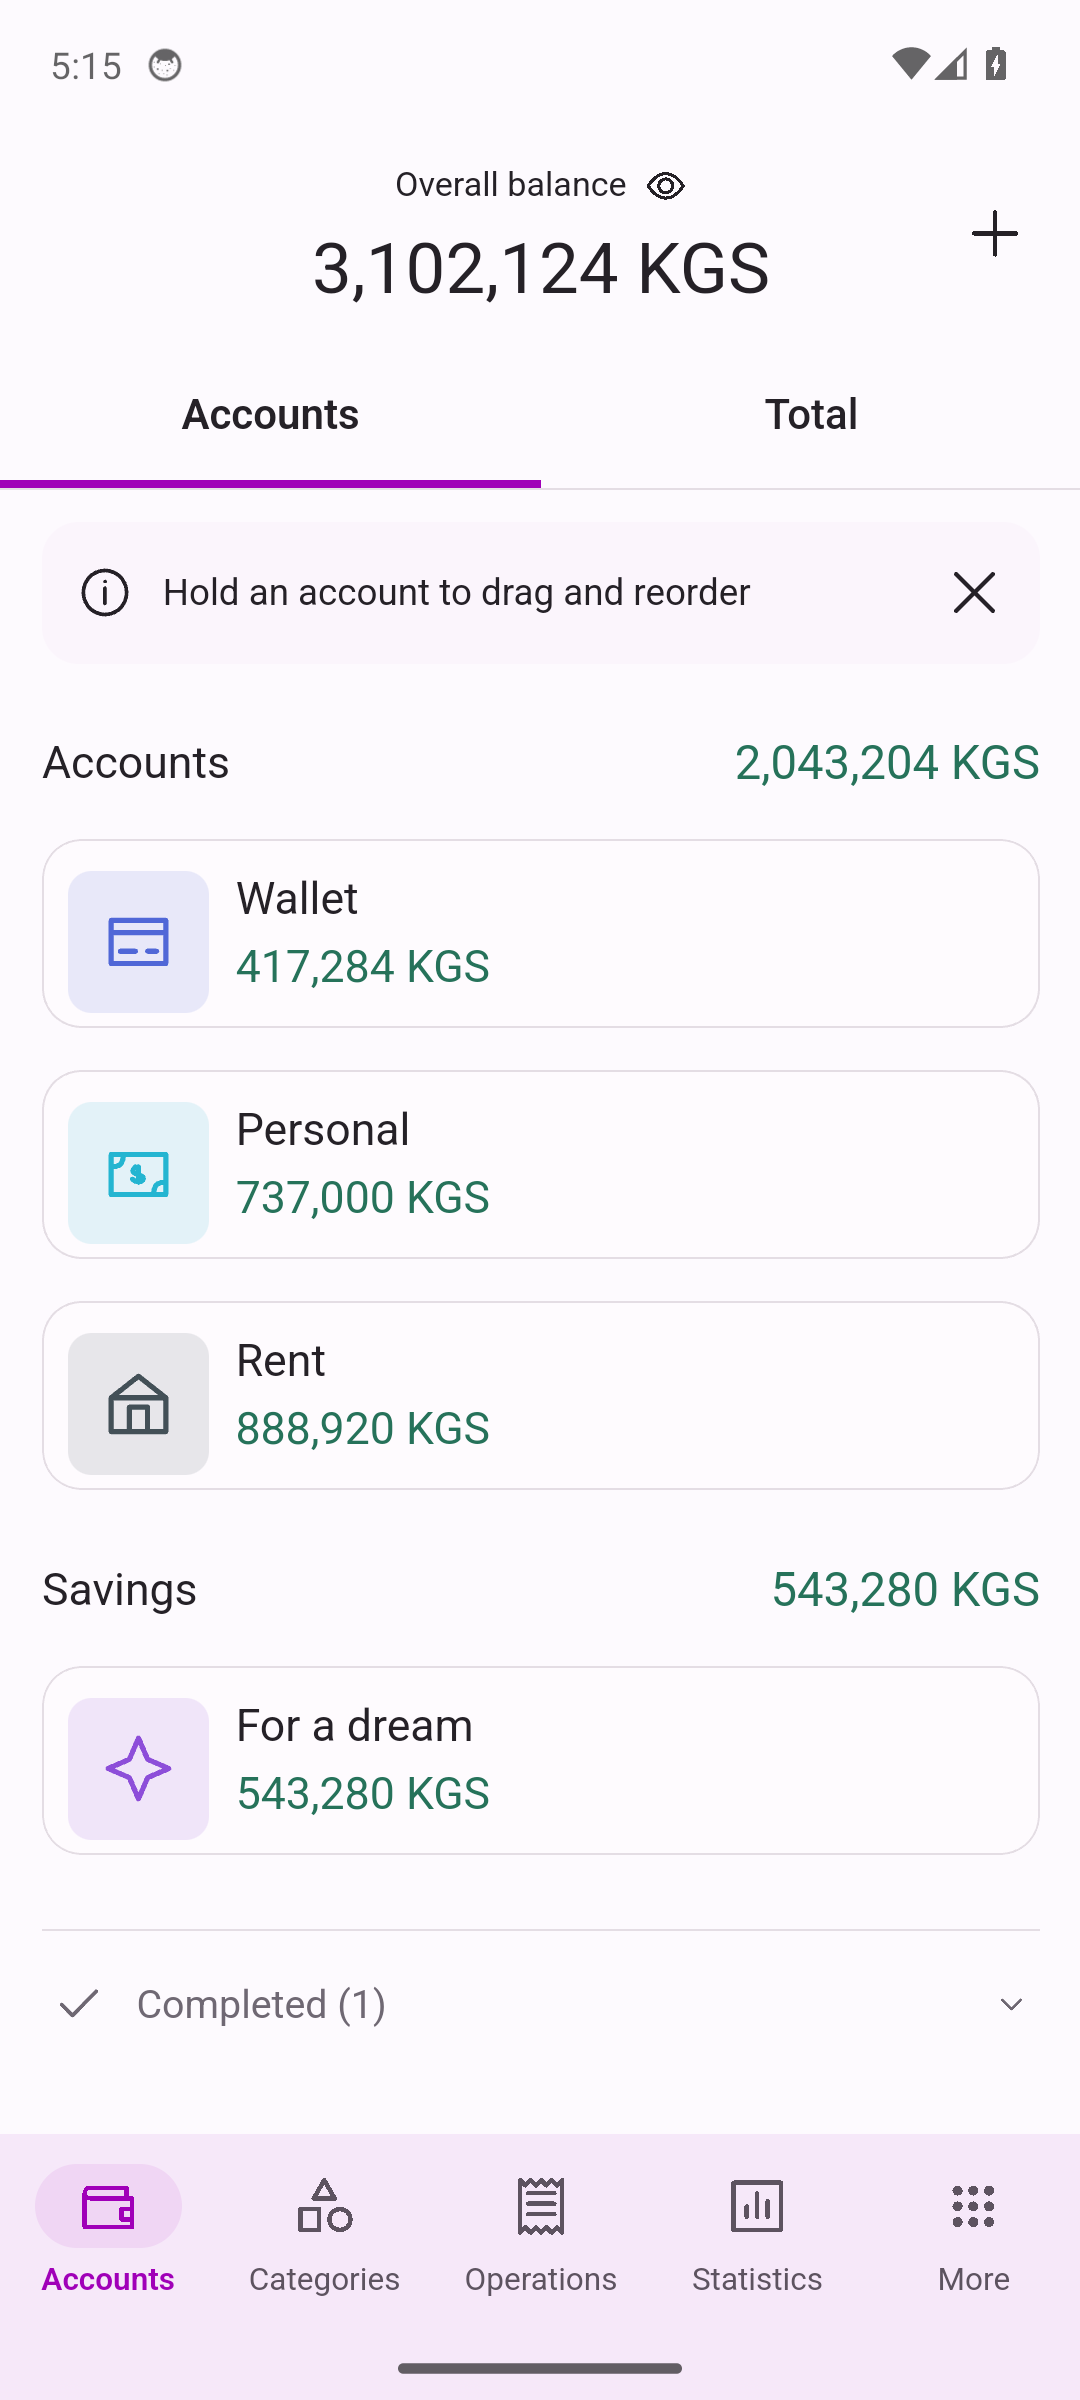 5:15
Overall balance
3,102,124 KGS
Accounts
Total
Hold an account to drag and reorder
Accounts
2,043,204 KGS
Wallet
417,284 KGS
Personal
737,000 KGS
Rent
888,920 KGS
Savings
543,280 KGS
For a dream
543,280 KGS
Completed (1)
Accounts
Categories
Operations
Statistics
More